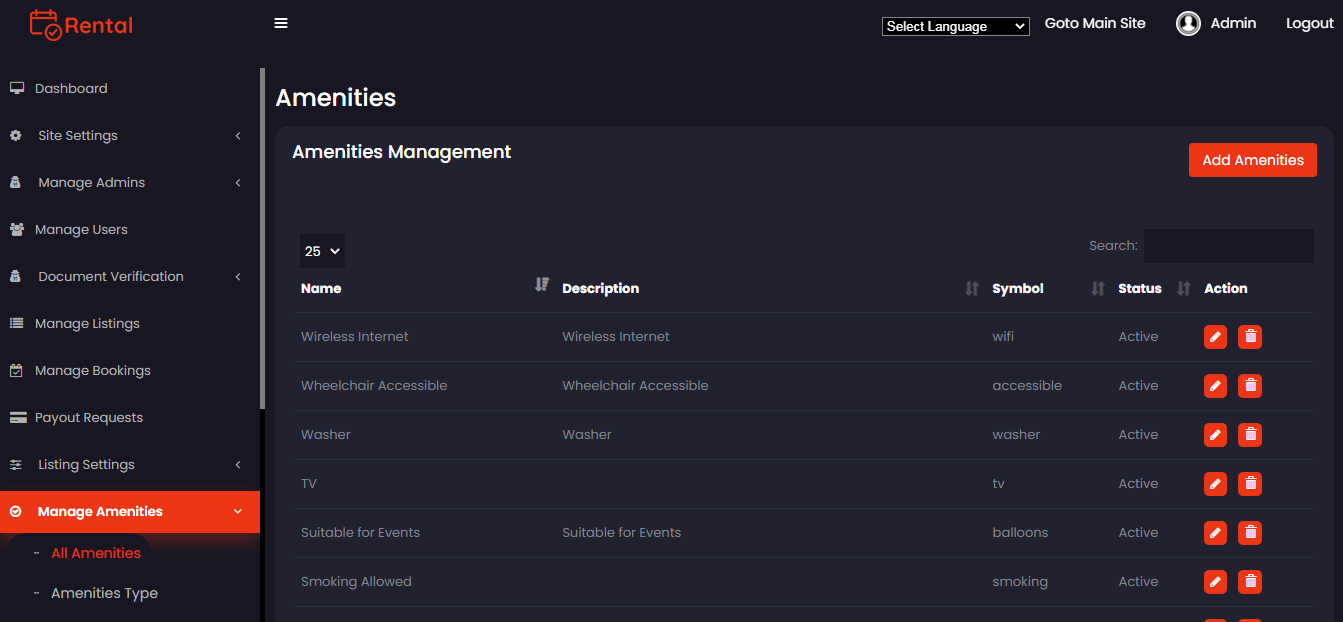 Rental
Select Language
Goto Main Site
Admin
Logout
Dashboard
Site Settings
Manage Admins
Manage Users
Document Verification
Manage Listings
Manage Bookings
Payout Requests
Listing Settings
Manage Amenities
- All Amenities
- Amenities Type
Amenities
Amenities Management
Add Amenities
25
Search:
Name Description Symbol Status Action
Wireless Internet Wireless Internet wifi Active
Wheelchair Accessible Wheelchair Accessible accessible Active
Washer Washer washer Active
TV tv Active
Suitable for Events Suitable for Events balloons Active
Smoking Allowed smoking Active